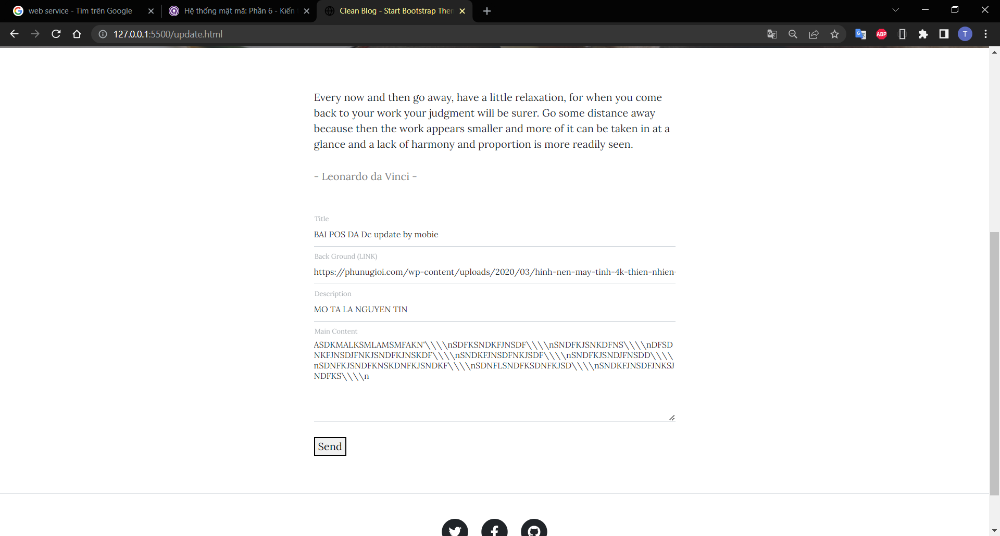 web service - Tìm trên Google
Hệ thống mật mã: Phần 6 - Kiến
Clean Blog - Start Bootstrap Them
127.0.0.1:5500/update.html
ABP
T
Every now and then go away, have a little relaxation, for when you come
back to your work your judgment will be surer. Go some distance away
because then the work appears smaller and more of it can be taken in at a
glance and a lack of harmony and proportion is more readily seen.
- Leonardo da Vinci -
Title
BAI POS DA Dc update by mobie
Back Ground (LINK)
https://phunugioi.com/wp-content/uploads/2020/03/hinh-nen-may-tinh-4k-thien-nhien-
Description
MO TA LA NGUYEN TIN
Main Content
ASDKMALKSMLAMSMFAKN'\\\\nSDFKSNDKFJNSDF\\\\nSNDFKJSNKDFNS\\\\nDFSD
NKFJNSDJFNKJSNDFKJNSKDF\\\\nSNDKFJNSDFNKJSDF\\\\nSNDFKJSNDJFNSDD\\\\
nSDNFKJSNDFKNSKDNFKJSNDKF\\\\nSDNFLSNDFKSDNFKJSD\\\\nSNDKFJNSDFJNKSJ
NDFKS\\\\n
Send